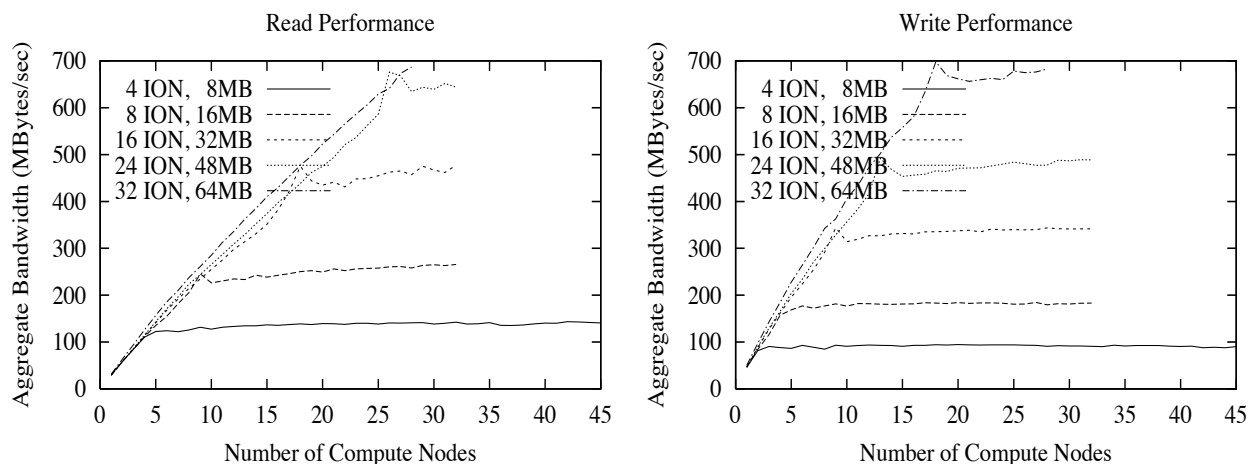 Read Performance
Aggregate Bandwidth (MBytes/sec)
700
600
500
400
300
200
100
0
4 ION, 8MB
8 ION, 16MB
16 ION, 32MB
24 ION, 48MB
32 ION, 64MB
0 5 10 15 20 25 30 35 40 45
Number of Compute Nodes
Write Performance
Aggregate Bandwidth (MBytes/sec)
700
600
500
400
300
200
100
0
4 ION, 8MB
8 ION, 16MB
16 ION, 32MB
24 ION, 48MB
32 ION, 64MB
0 5 10 15 20 25 30 35 40 45
Number of Compute Nodes